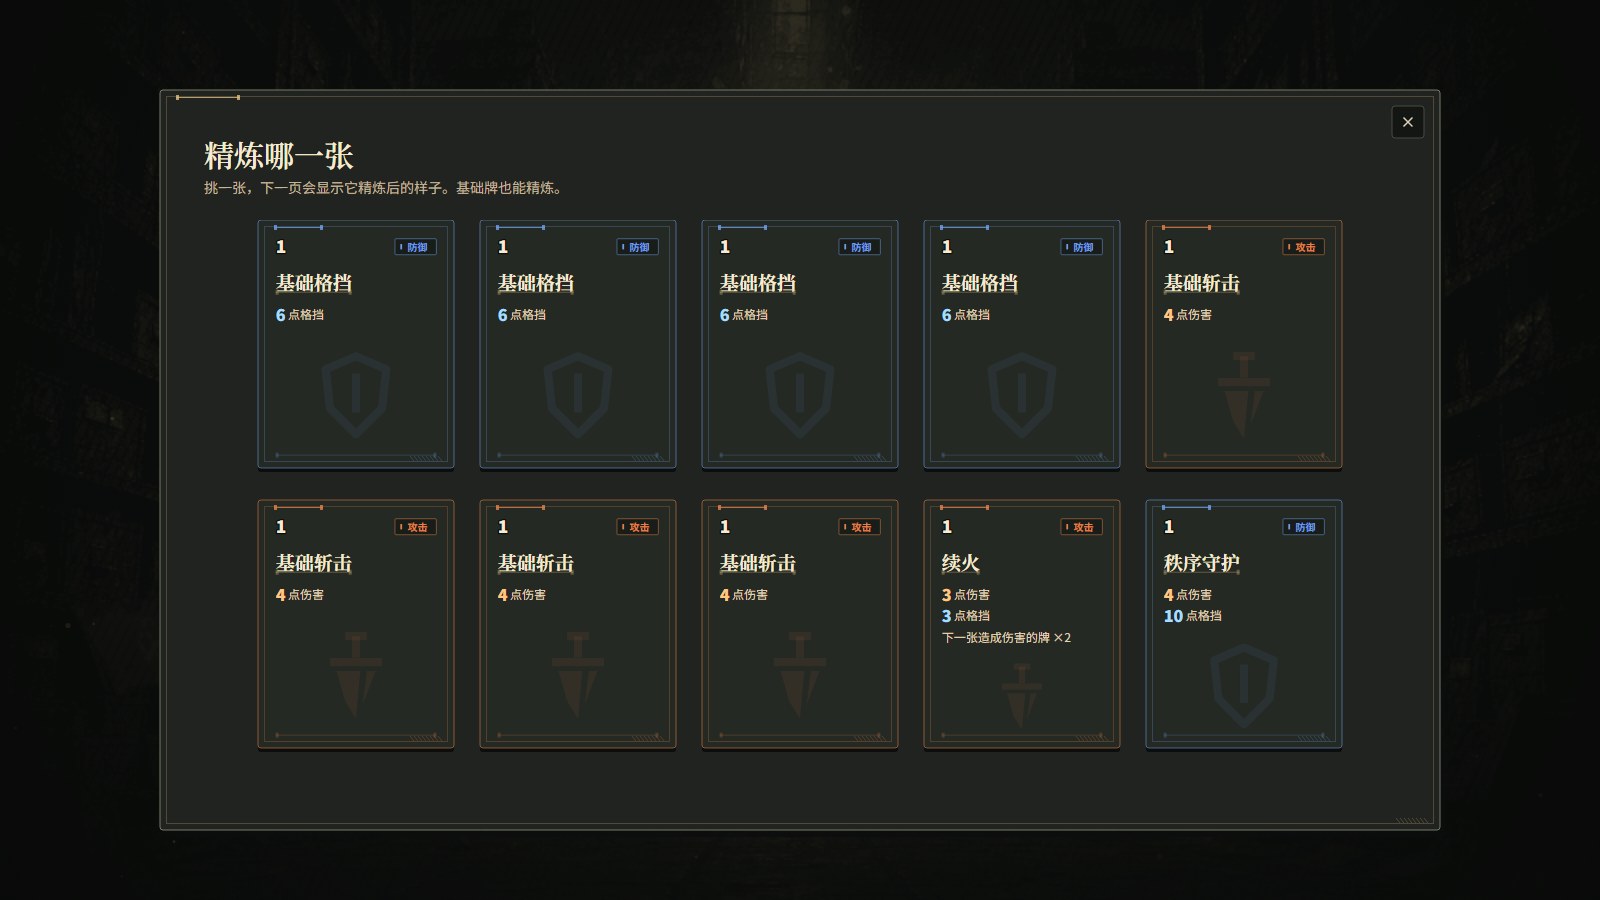 精炼哪一张
挑一张，下一页会显示它精炼后的样子。基础牌也能精炼。
1 防御
基础格挡
6 点格挡
1 防御
基础格挡
6 点格挡
1 防御
基础格挡
6 点格挡
1 防御
基础格挡
6 点格挡
1 攻击
基础斩击
4 点伤害
1 攻击
基础斩击
4 点伤害
1 攻击
基础斩击
4 点伤害
1 攻击
基础斩击
4 点伤害
1 攻击
续火
3 点伤害
3 点格挡
下一张造成伤害的牌 ×2
1 防御
秩序守护
4 点伤害
10 点格挡